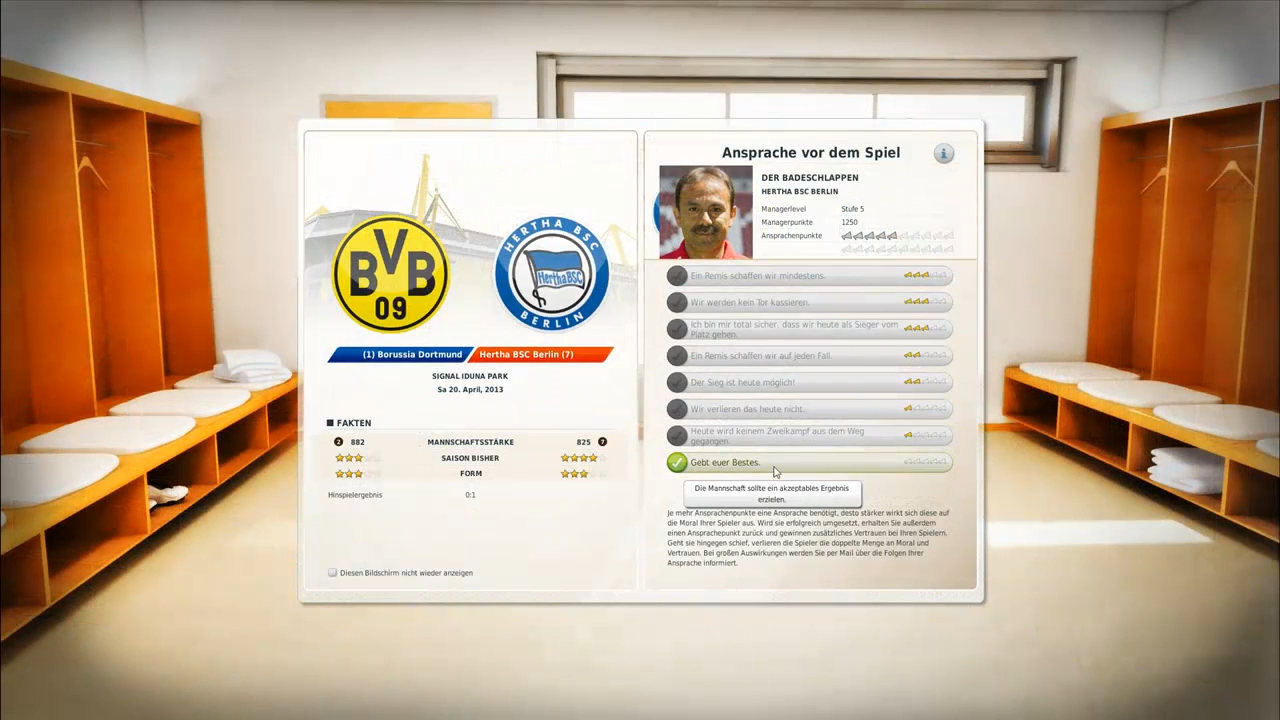 BVB
09
HERTHA BSC
Hertha BSC
BERLIN
(1) Borussia Dortmund
Hertha BSC Berlin (7)
SIGNAL IDUNA PARK
Sa 20. April, 2013
FAKTEN
2 882 MANNSCHAFTSSTÄRKE 825 7
SAISON BISHER
FORM
Hinspielergebnis 0:1
Diesen Bildschirm nicht wieder anzeigen
Ansprache vor dem Spiel
i
DER BADESCHLAPPEN
HERTHA BSC BERLIN
Managerlevel Stufe 5
Managerpunkte 1250
Ansprachenpunkte
Ein Remis schaffen wir mindestens.
Wir werden kein Tor kassieren.
Ich bin mir total sicher, dass wir heute als Sieger vom
Platz gehen.
Ein Remis schaffen wir auf jeden Fall.
Der Sieg ist heute möglich!
Wir verlieren das heute nicht.
Heute wird keinem Zweikampf aus dem Weg
gegangen.
Gebt euer Bestes.
Die Mannschaft sollte ein akzeptables Ergebnis
erzielen.
Je mehr Ansprachenpunkte eine Ansprache benötigt, desto stärker wirkt sich diese auf
die Moral Ihrer Spieler aus. Wird sie erfolgreich umgesetzt, erhalten Sie außerdem
einen Ansprachepunkt zurück und gewinnen zusätzliches Vertrauen bei Ihren Spielern.
Geht sie hingegen schief, verlieren die Spieler die doppelte Menge an Moral und
Vertrauen. Bei großen Auswirkungen werden Sie per Mail über die Folgen Ihrer
Ansprache informiert.